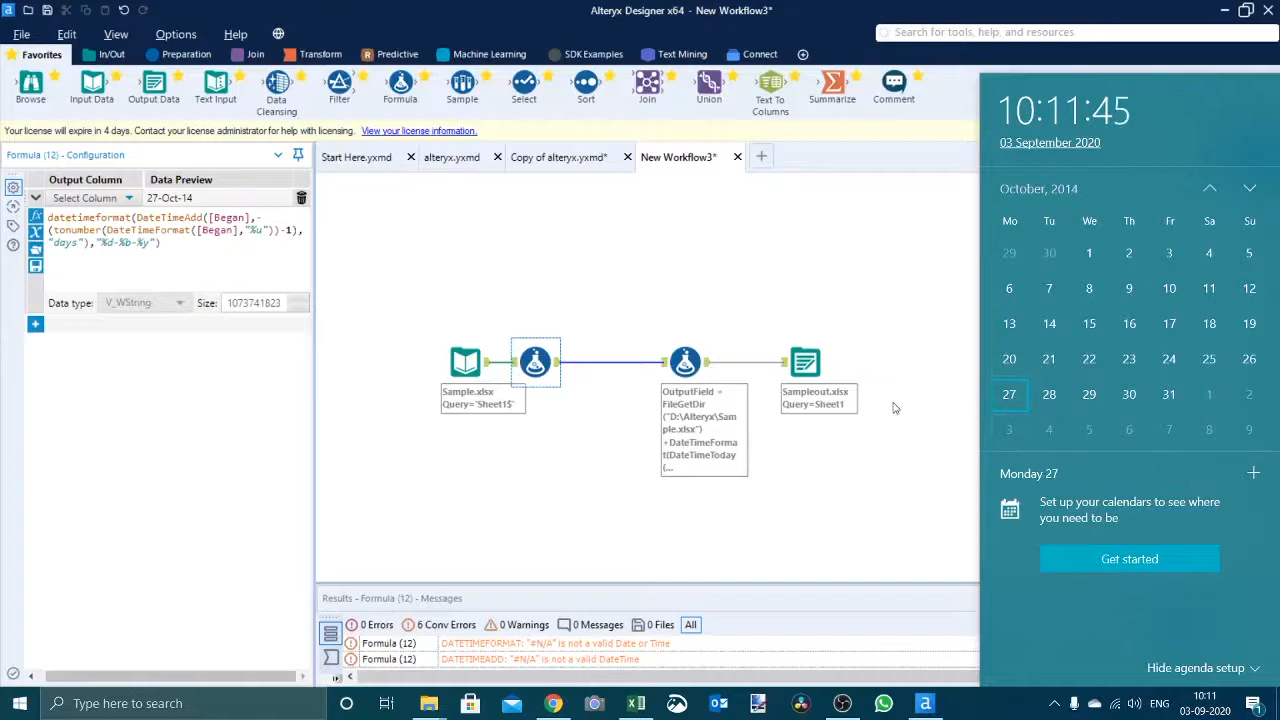 Alteryx Designer x64 - New Workflow3*
File Edit View Options Help
Search for tools, help, and resources
Favorites In/Out Preparation Join Transform Predictive Machine Learning SDKExamples Text Mining Connect
Browse Input Data Output Data Text Input Data Cleansing Filter Formula Sample Select Sort Join Union Text To Columns Summarize Comment
Your license will expire in 4 days. Contact your license administrator for help with licensing. View your license information.
Formula (12) - Configuration
Start Here.yxmd alteryx.yxmd Copy of alteryx.yxmd* New Workflow3*
Output Column Data Preview
Select Column 27-Oct-14
datetimeformat(DateTimeAdd([Began],-
(tonumber(DateTimeFormat([Began],"%u"))-1),
"days"),"%d-%b-%y")
Data type: V_WString Size: 1073741823
Sample.xlsx
Query=`Sheet1$`
OutputField =
FileGetDir
("D:\Alteryx\Sam
ple.xlsx")
+DateTimeForma
t(DateTimeToday
(...
Sampleout.xlsx
Query=Sheet1
Results - Formula (12) - Messages
0 Errors 6 Conv Errors 0 Warnings 0 Messages 0 Files All
Formula (12) DATETIMEFORMAT: "#N/A" is not a valid Date or Time
Formula (12) DATETIMEADD: "#N/A" is not a valid DateTime
10:11:45
03 September 2020
October, 2014
Mo Tu We Th Fr Sa Su
29 30 1 2 3 4 5
6 7 8 9 10 11 12
13 14 15 16 17 18 19
20 21 22 23 24 25 26
27 28 29 30 31 1 2
3 4 5 6 7 8 9
Monday 27
Set up your calendars to see where
you need to be
Get started
Hide agenda setup
Type here to search
ENG
10:11
03-09-2020